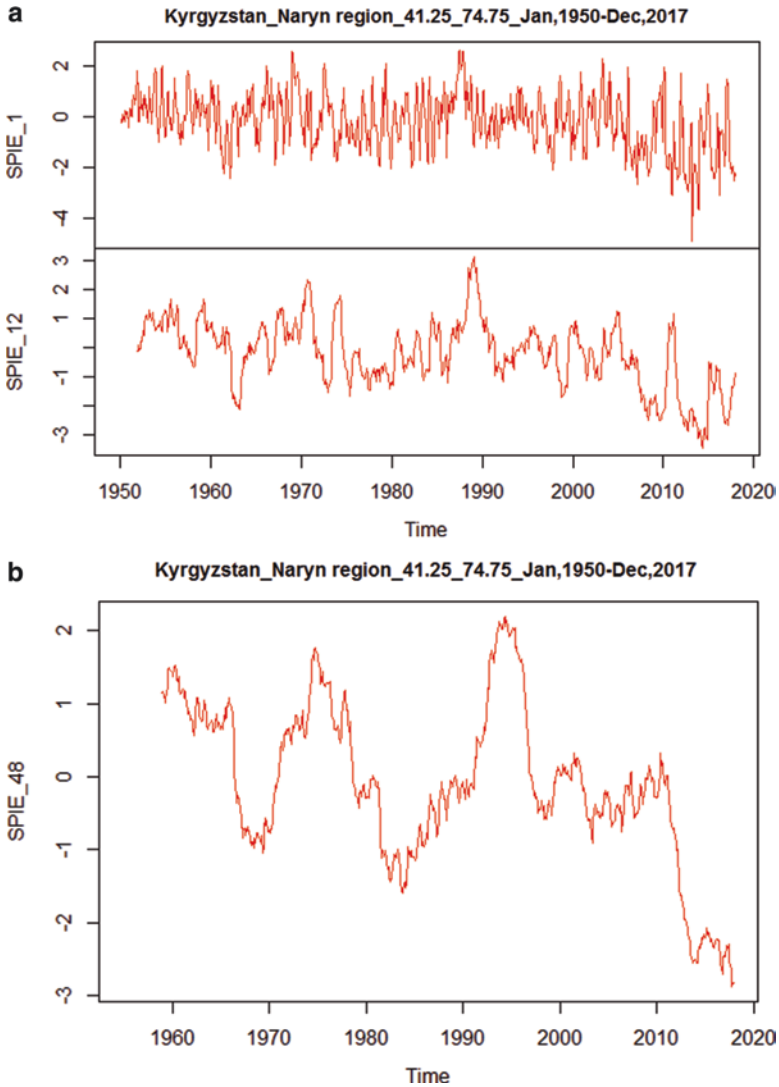 a
Kyrgyzstan_Naryn region_41.25_74.75_Jan,1950-Dec,2017
SPIE_1
2
0
-2
-4
SPIE_12
3
2
1
-1
-3
1950 1960 1970 1980 1990 2000 2010 2020
Time
b
Kyrgyzstan_Naryn region_41.25_74.75_Jan,1950-Dec,2017
SPIE_48
2
1
0
-1
-2
-3
1960 1970 1980 1990 2000 2010 2020
Time